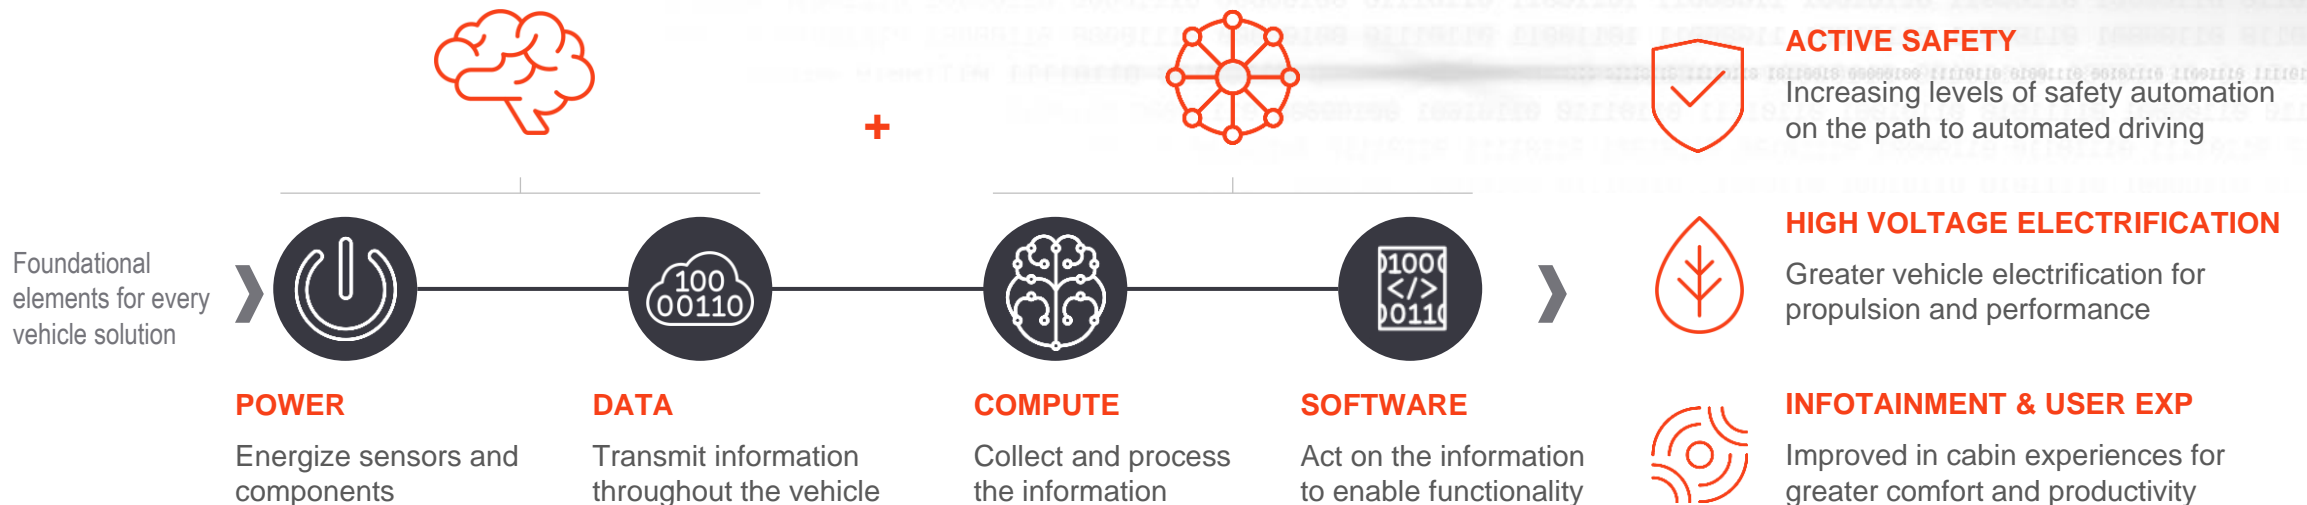 +
Foundational
elements for every
vehicle solution
100
00110
0100
</>
00110
POWER
Energize sensors and
components
DATA
Transmit information
throughout the vehicle
COMPUTE
Collect and process
the information
SOFTWARE
Act on the information
to enable functionality
ACTIVE SAFETY
Increasing levels of safety automation
on the path to automated driving
HIGH VOLTAGE ELECTRIFICATION
Greater vehicle electrification for
propulsion and performance
INFOTAINMENT & USER EXP
Improved in cabin experiences for
greater comfort and productivity